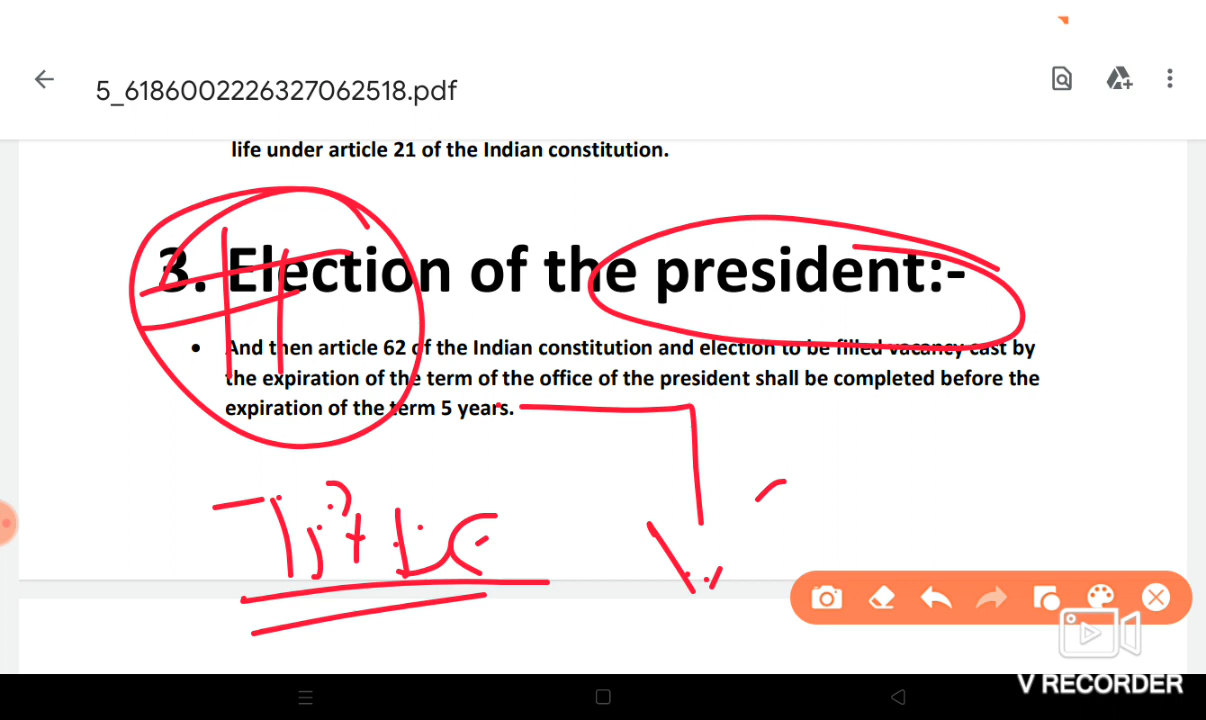 5_6186002226327062518.pdf
life under article 21 of the Indian constitution.
3. Election of the president:-
• And then article 62 of the Indian constitution and election to be filled vacancy cast by
the expiration of the term of the office of the president shall be completed before the
expiration of the term 5 years.
Title
V RECORDER